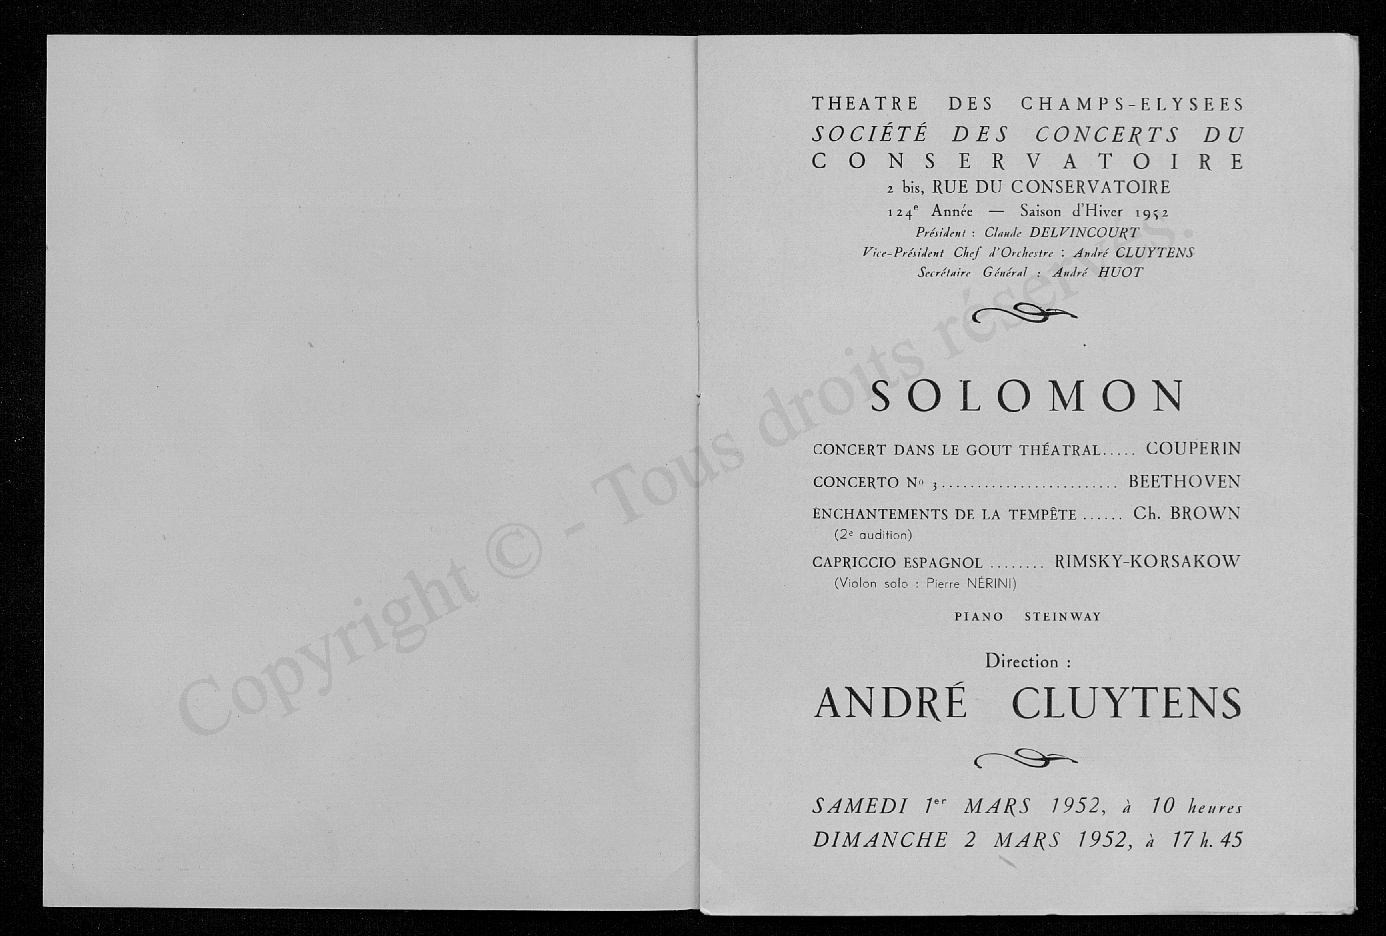 THEATRE DES CHAMPS-ELYSEES
SOCIÉTÉ DES CONCERTS DU
CONSERVATOIRE
2 bis, RUE DU CONSERVATOIRE
124e Année — Saison d'Hiver 1952
Président : Claude DELVINCOURT
Vice-Président Chef d'Orchestre : André CLUYTENS
Secrétaire Général : André HUOT
SOLOMON
CONCERT DANS LE GOUT THÉATRAL..... COUPERIN
CONCERTO No 3......................... BEETHOVEN
ENCHANTEMENTS DE LA TEMPÊTE ...... Ch. BROWN
(2e audition)
CAPRICCIO ESPAGNOL ........ RIMSKY-KORSAKOW
(Violon solo : Pierre NÉRINI)
PIANO STEINWAY
Direction :
ANDRÉ CLUYTENS
SAMEDI 1er MARS 1952, à 10 heures
DIMANCHE 2 MARS 1952, à 17 h. 45
Copyright © - Tous droits réservés.